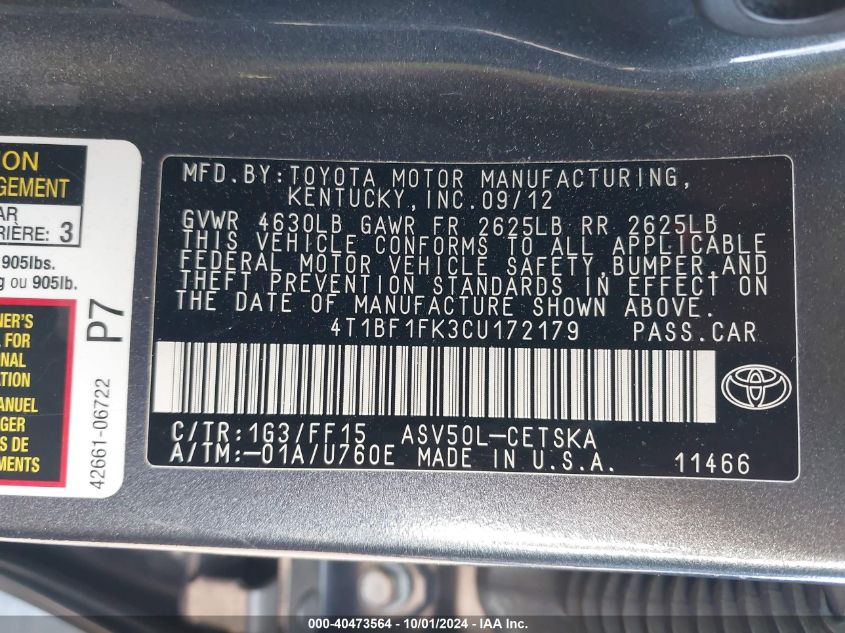 ION
GEMENT
AR
RIÈRE: 3
905lbs.
g ou 905lb.
NER'S
L FOR
ONAL
ATION
ANUEL
RGER
S DE
MENTS
P7
42661-06722
MFD.BY:TOYOTA MOTOR MANUFACTURING,
KENTUCKY,INC.09/12
GVWR 4630LB GAWR FR 2625LB RR 2625LB
THIS VEHICLE CONFORMS TO ALL APPLICABLE
FEDERAL MOTOR VEHICLE SAFETY,BUMPER,AND
THEFT PREVENTION STANDARDS IN EFFECT ON
THE DATE OF MANUFACTURE SHOWN ABOVE.
4T1BF1FK3CU172179 PASS.CAR
C/TR:1G3/FF15 ASV50L-CETSKA
A/TM:-01A/U760E MADE IN U.S.A. 11466
000-40473564 - 10/01/2024 - IAA Inc.